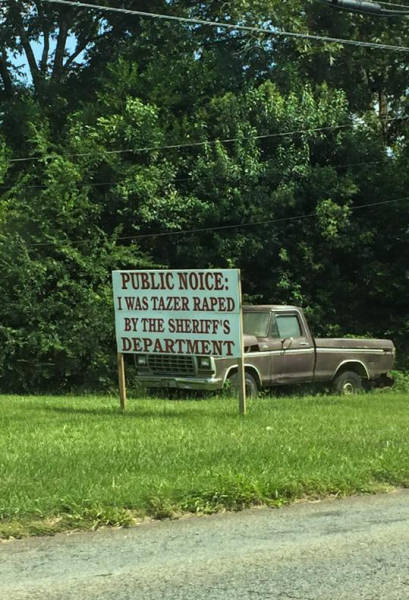 PUBLIC NOICE:
I WAS TAZER RAPED
BY THE SHERIFF'S
DEPARTMENT